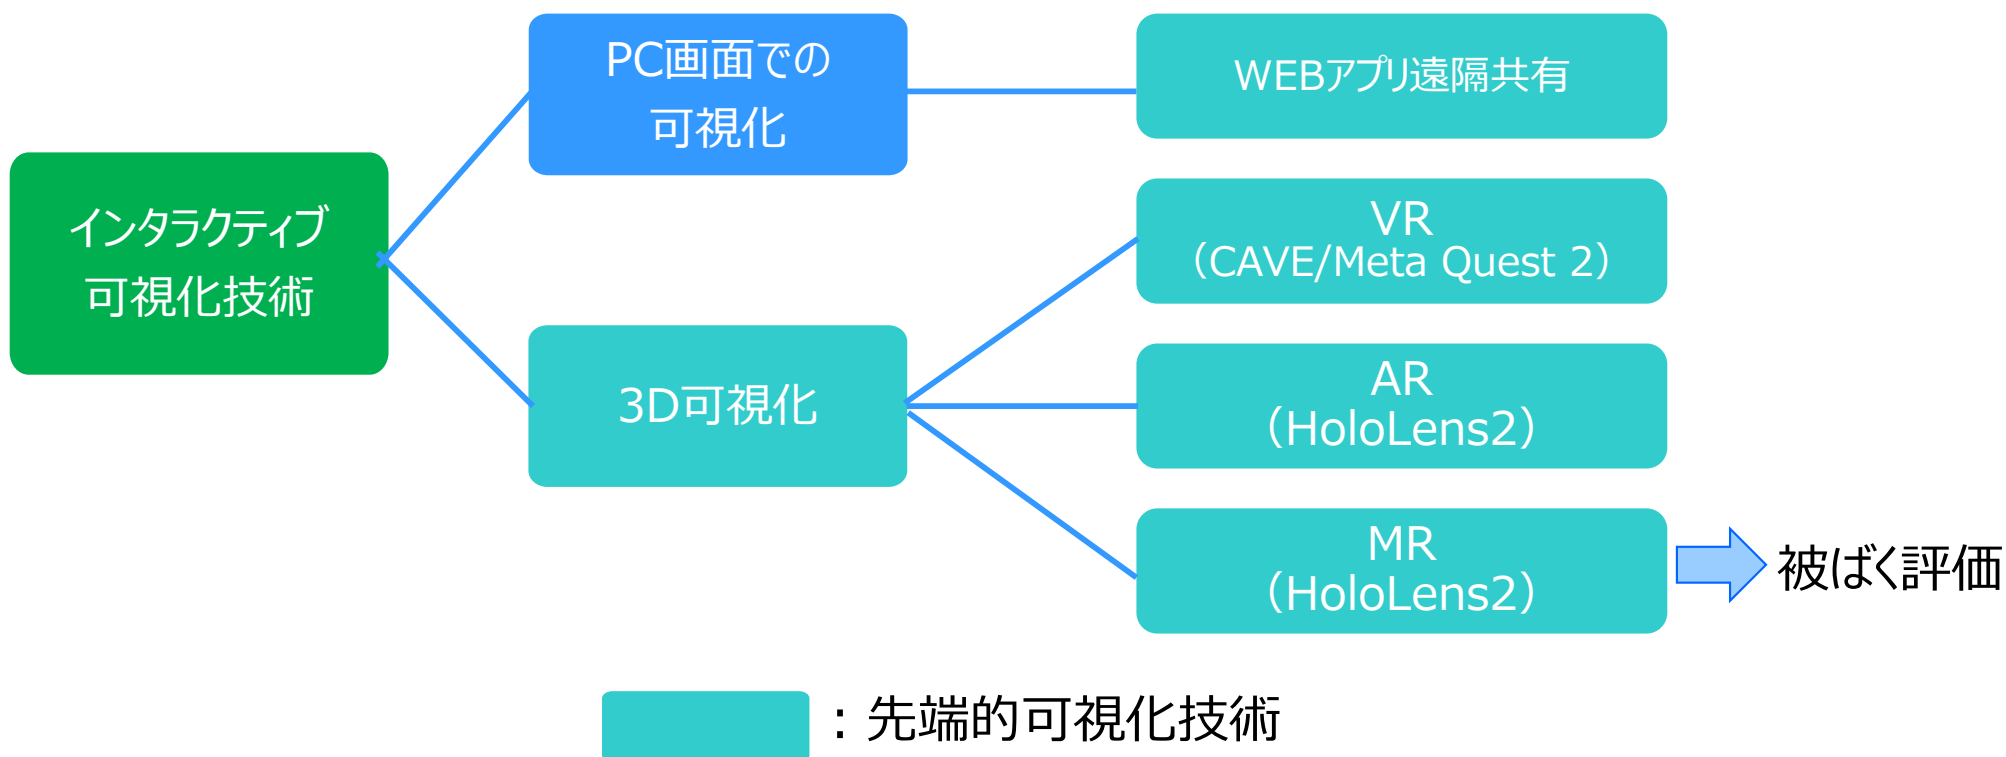 インタラクティブ
可視化技術
PC画面での
可視化
3D可視化
WEBアプリ遠隔共有
VR
（CAVE/Meta Quest 2）
AR
（HoloLens2）
MR
（HoloLens2）
被ばく評価
：先端的可視化技術